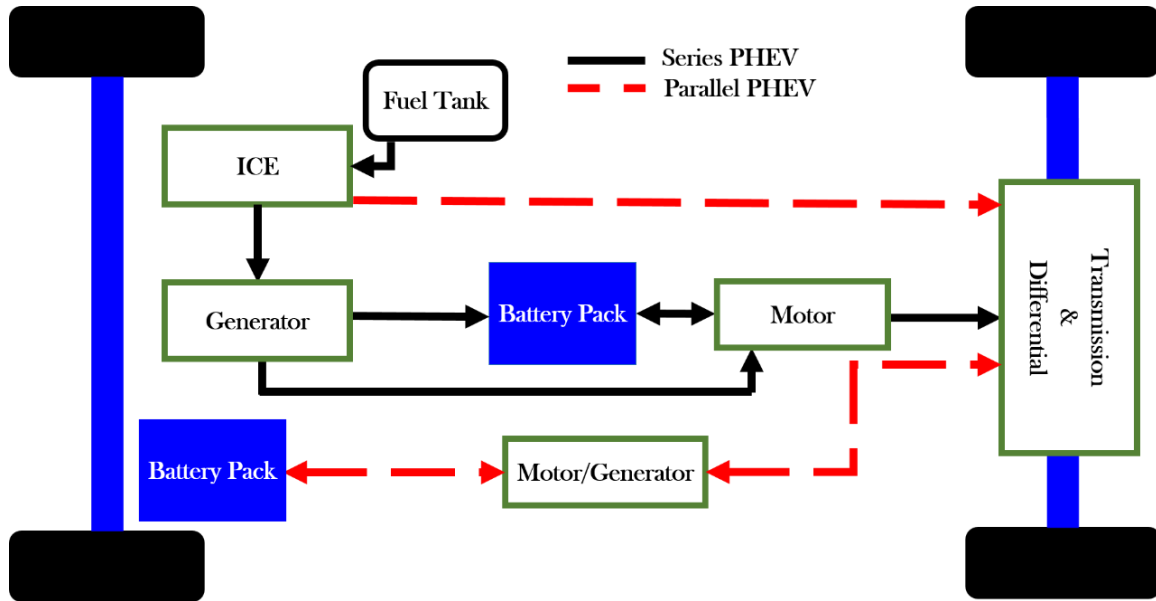 Series PHEV
Parallel PHEV
Fuel Tank
ICE
Generator
Battery Pack
Motor
Transmission
&
Differential
Battery Pack
Motor/Generator